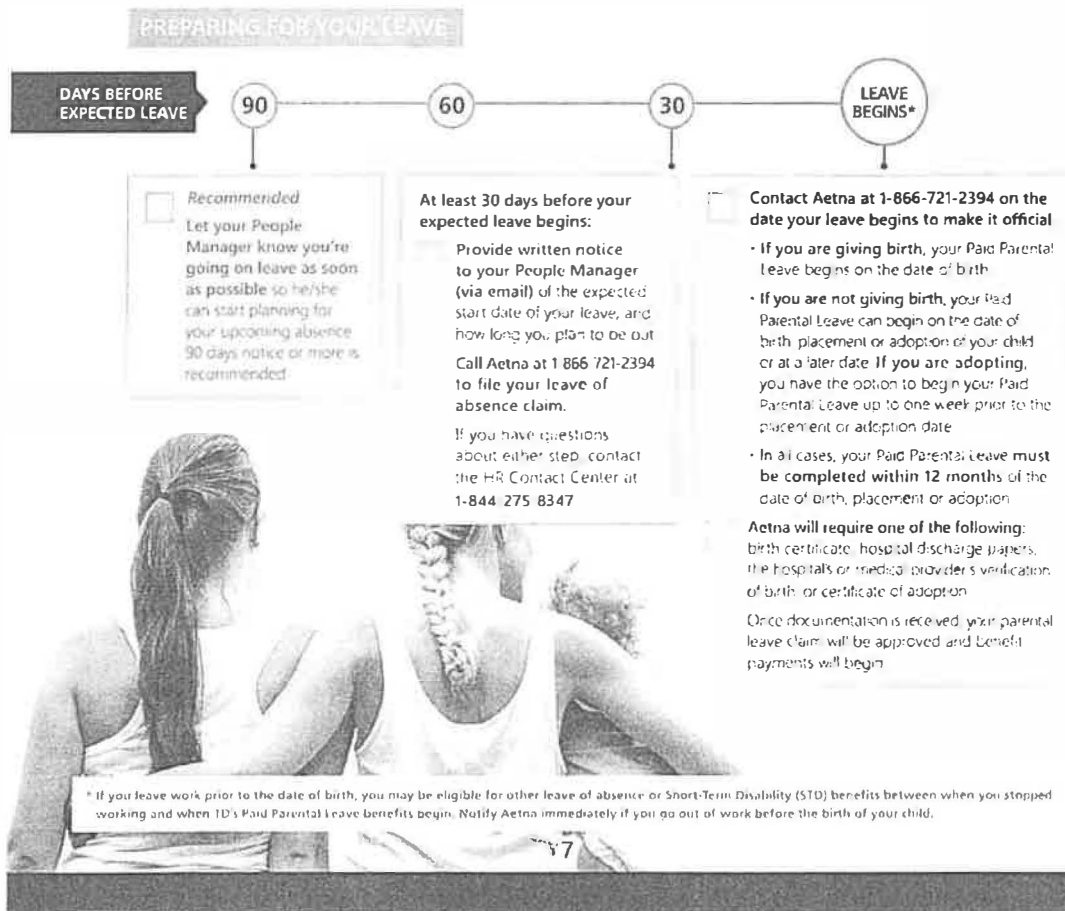 PREPARING FOR YOUR LEAVE
DAYS BEFORE
EXPECTED LEAVE
90
60
30
LEAVE
BEGINS*
Recommended
Let your People
Manager know you're
going on leave as soon
as possible so he/she
can start planning for
your upcoming absence
90 days notice or more is
recommended
At least 30 days before your
expected leave begins:
Provide written notice
to your People Manager
(via email) of the expected
start date of your leave, and
how long you plan to be out
Call Aetna at 1 866 721-2394
to file your leave of
absence claim.
If you have questions
about either step, contact
the HR Contact Center at
1-844 275 8347
Contact Aetna at 1-866-721-2394 on the
date your leave begins to make it official
· If you are giving birth, your Paid Parental
Leave begins on the date of birth
· If you are not giving birth, your Paid
Parental Leave can begin on the date of
birth, placement or adoption of your child
or at a later date If you are adopting,
you have the option to begin your Paid
Parental Leave up to one week prior to the
placement or adoption date
· In all cases, your Paid Parental Leave must
be completed within 12 months of the
date of birth, placement or adoption
Aetna will require one of the following:
birth certificate, hospital discharge papers,
the hospital's or medical provider's verification
of birth, or certificate of adoption
Once documentation is received, your parental
leave claim will be approved and benefit
payments will begin
* If you leave work prior to the date of birth, you may be eligible for other leave of absence or Short-Term Disability (STD) benefits between when you stopped
working and when TD's Paid Parental Leave benefits begin. Notify Aetna immediately if you go out of work before the birth of your child.
7